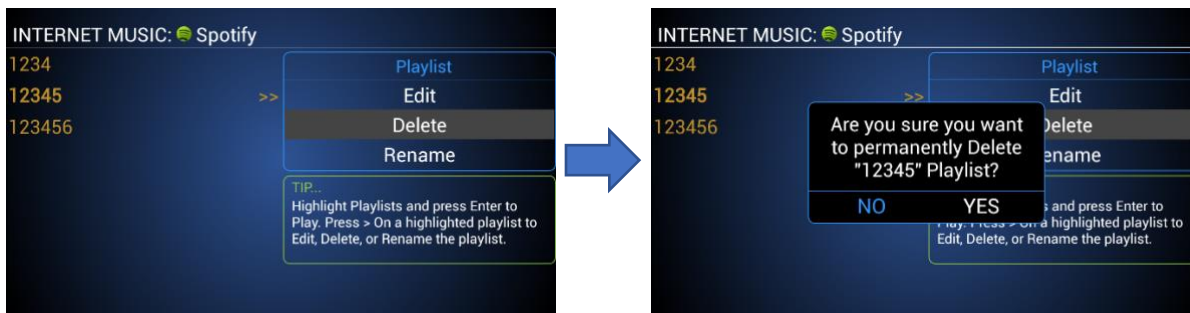 INTERNET MUSIC: Spotify
1234
12345 >>
123456
Playlist
Edit
Delete
Rename
TIP...
Highlight Playlists and press Enter to
Play. Press > On a highlighted playlist to
Edit, Delete, or Rename the playlist.
INTERNET MUSIC: Spotify
1234
12345 >>
123456
Playlist
Edit
Delete
ename
Are you sure you want
to permanently Delete
"12345" Playlist?
NO YES
s and press Enter to
a highlighted playlist to
Edit, Delete, or Rename the playlist.